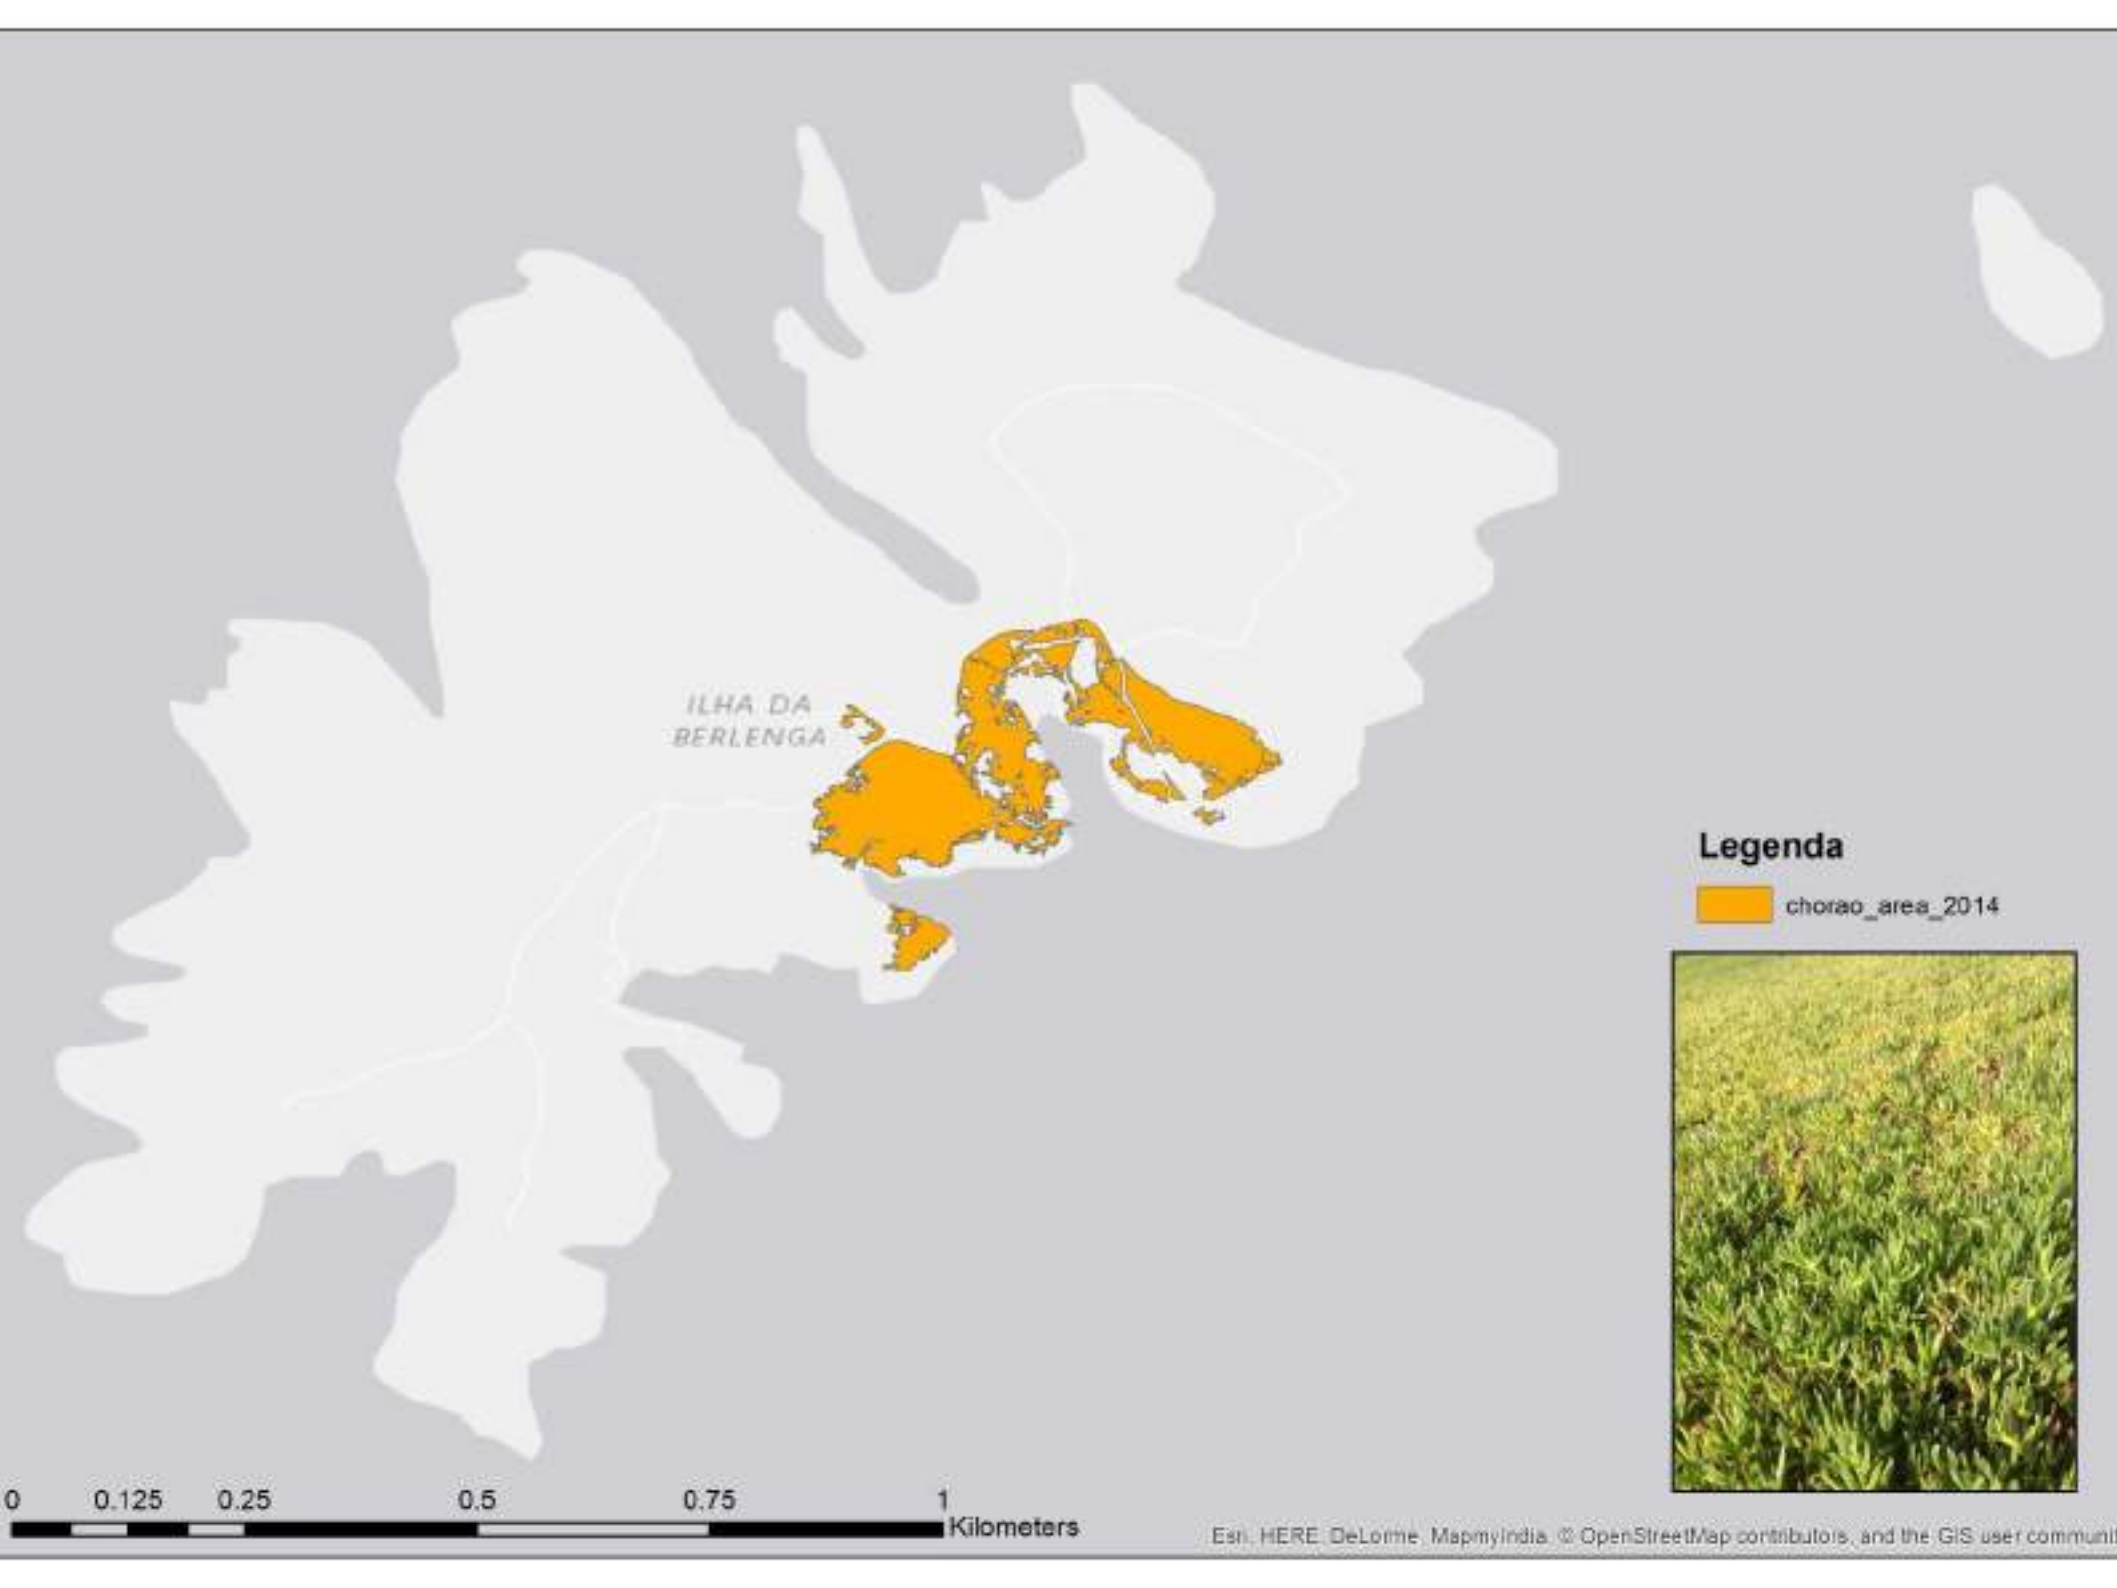 ILHA DA
BERLENGA
Legenda
chorao_area_2014
0 0.125 0.25 0.5 0.75 1
Kilometers
Esri, HERE, DeLorme, MapmyIndia, © OpenStreetMap contributors, and the GIS user communit